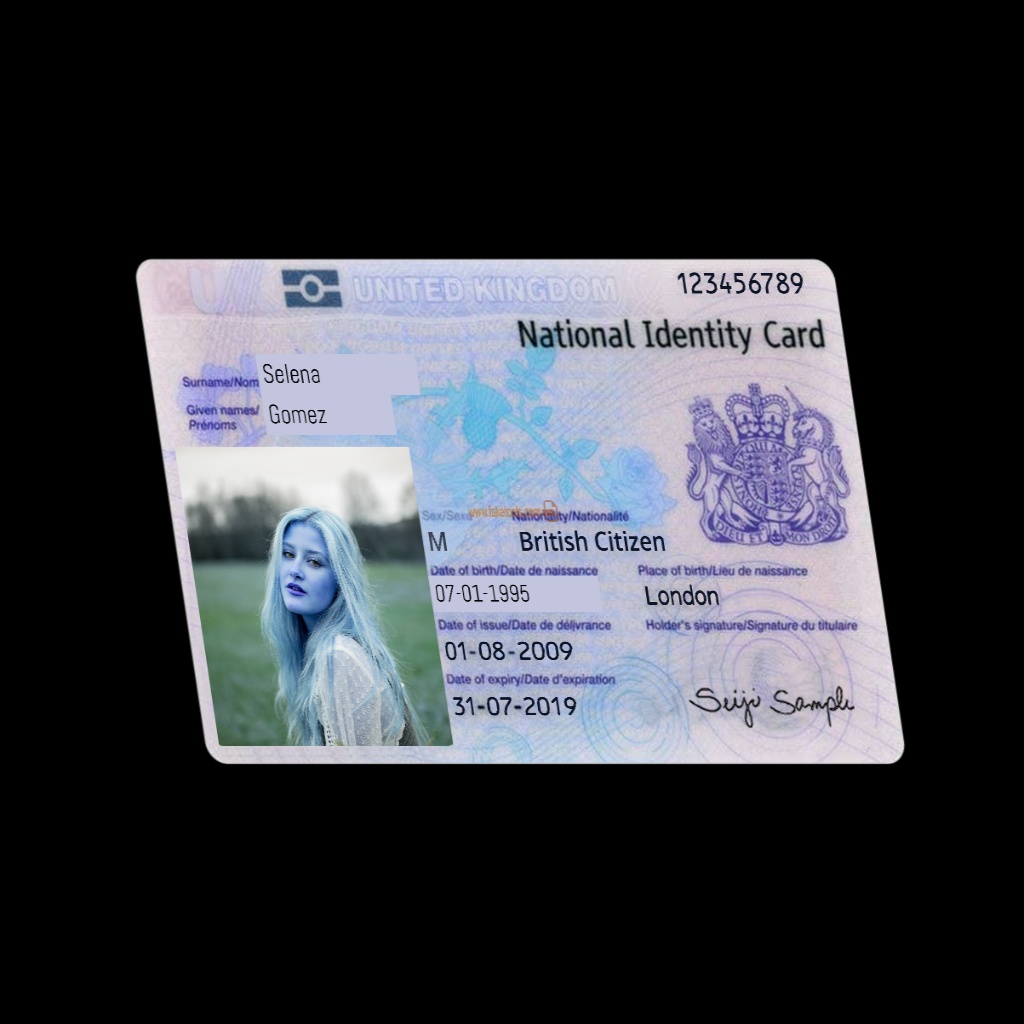 UNITED KINGDOM
123456789
National Identity Card
Surname/Nom Selena
Given names/
Prénoms
Gomez
Sex/Sexe
Nationality/Nationalité
M
British Citizen
Date of birth/Date de naissance
Place of birth/Lieu de naissance
07-01-1995
London
Date of issue/Date de délivrance
Holder's signature/Signature du titulaire
01-08-2009
Date of expiry/Date d'expiration
31-07-2019
Seiji Sample
DIEU ET MON DROIT